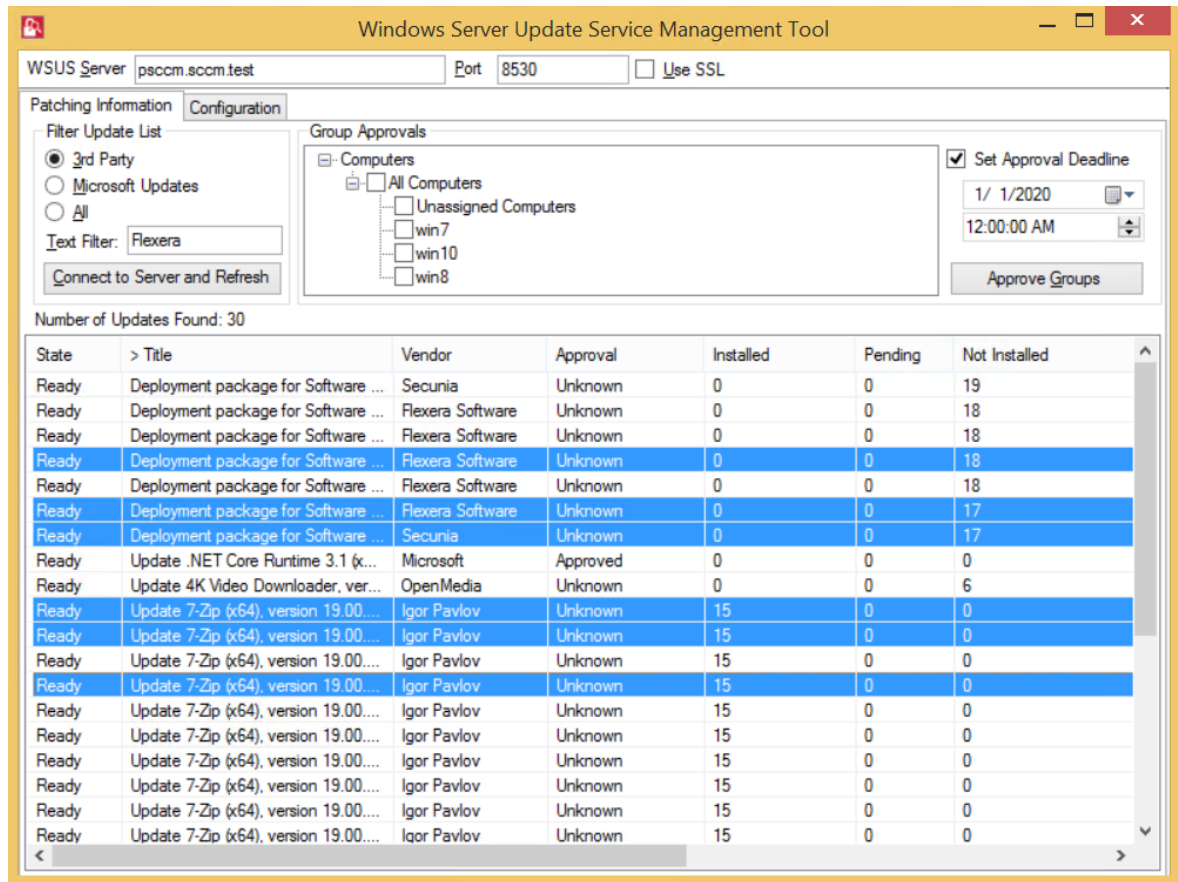 Windows Server Update Service Management Tool
WSUS Server psccm.sccm.test Port 8530 Use SSL
Patching Information Configuration
Filter Update List
3rd Party
Microsoft Updates
All
Text Filter: Flexera
Connect to Server and Refresh
Group Approvals
Computers
All Computers
Unassigned Computers
win7
win10
win8
Set Approval Deadline
1/ 1/2020
12:00:00 AM
Approve Groups
Number of Updates Found: 30
State > Title Vendor Approval Installed Pending Not Installed
Ready Deployment package for Software ... Secunia Unknown 0 0 19
Ready Deployment package for Software ... Flexera Software Unknown 0 0 18
Ready Deployment package for Software ... Flexera Software Unknown 0 0 18
Ready Deployment package for Software ... Flexera Software Unknown 0 0 18
Ready Deployment package for Software ... Flexera Software Unknown 0 0 18
Ready Deployment package for Software ... Flexera Software Unknown 0 0 17
Ready Deployment package for Software ... Secunia Unknown 0 0 17
Ready Update .NET Core Runtime 3.1 (x... Microsoft Approved 0 0 0
Ready Update 4K Video Downloader, ver... OpenMedia Unknown 0 0 6
Ready Update 7-Zip (x64), version 19.00.... Igor Pavlov Unknown 15 0 0
Ready Update 7-Zip (x64), version 19.00.... Igor Pavlov Unknown 15 0 0
Ready Update 7-Zip (x64), version 19.00.... Igor Pavlov Unknown 15 0 0
Ready Update 7-Zip (x64), version 19.00.... Igor Pavlov Unknown 15 0 0
Ready Update 7-Zip (x64), version 19.00.... Igor Pavlov Unknown 15 0 0
Ready Update 7-Zip (x64), version 19.00.... Igor Pavlov Unknown 15 0 0
Ready Update 7-Zip (x64), version 19.00.... Igor Pavlov Unknown 15 0 0
Ready Update 7-Zip (x64), version 19.00.... Igor Pavlov Unknown 15 0 0
Ready Update 7-Zip (x64), version 19.00.... Igor Pavlov Unknown 15 0 0
Ready Update 7-Zip (x64), version 19.00.... Igor Pavlov Unknown 15 0 0